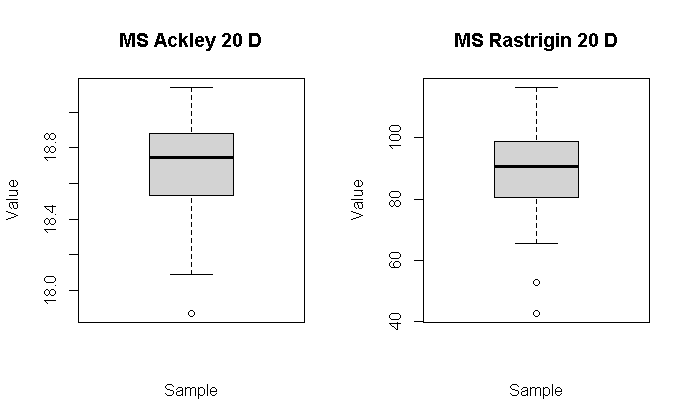 MS Ackley 20 D
Value
18.8
18.4
18.0
Sample
MS Rastrigin 20 D
Value
100
80
60
40
Sample